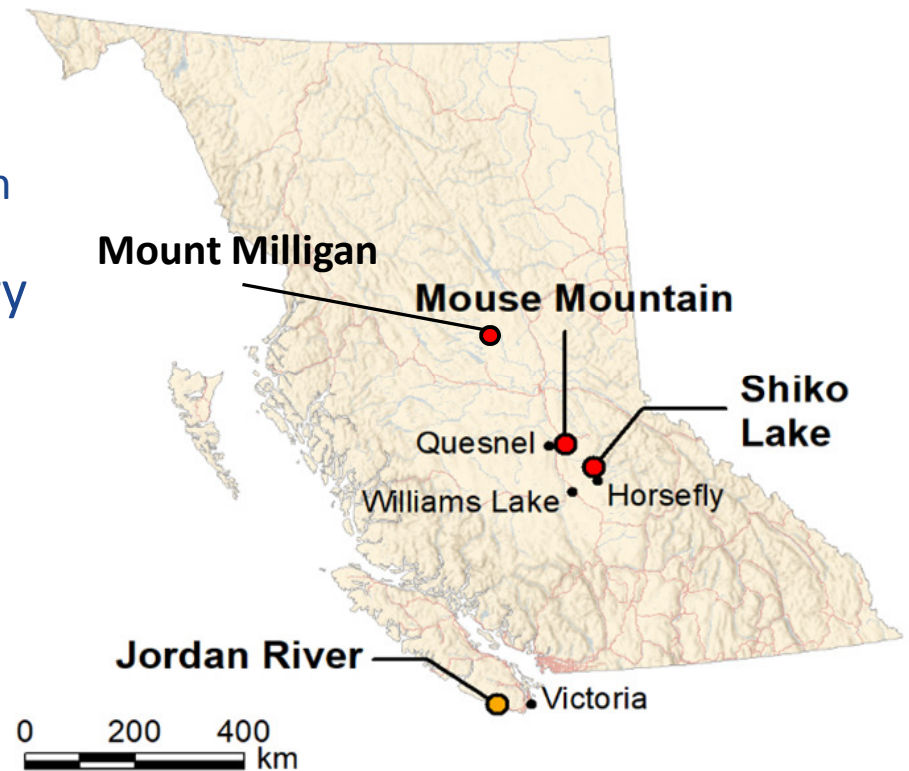 Mount Milligan
Mouse Mountain
Shiko
Lake
Quesnel
Williams Lake
Horsefly
Jordan River
Victoria
0 200 400
km